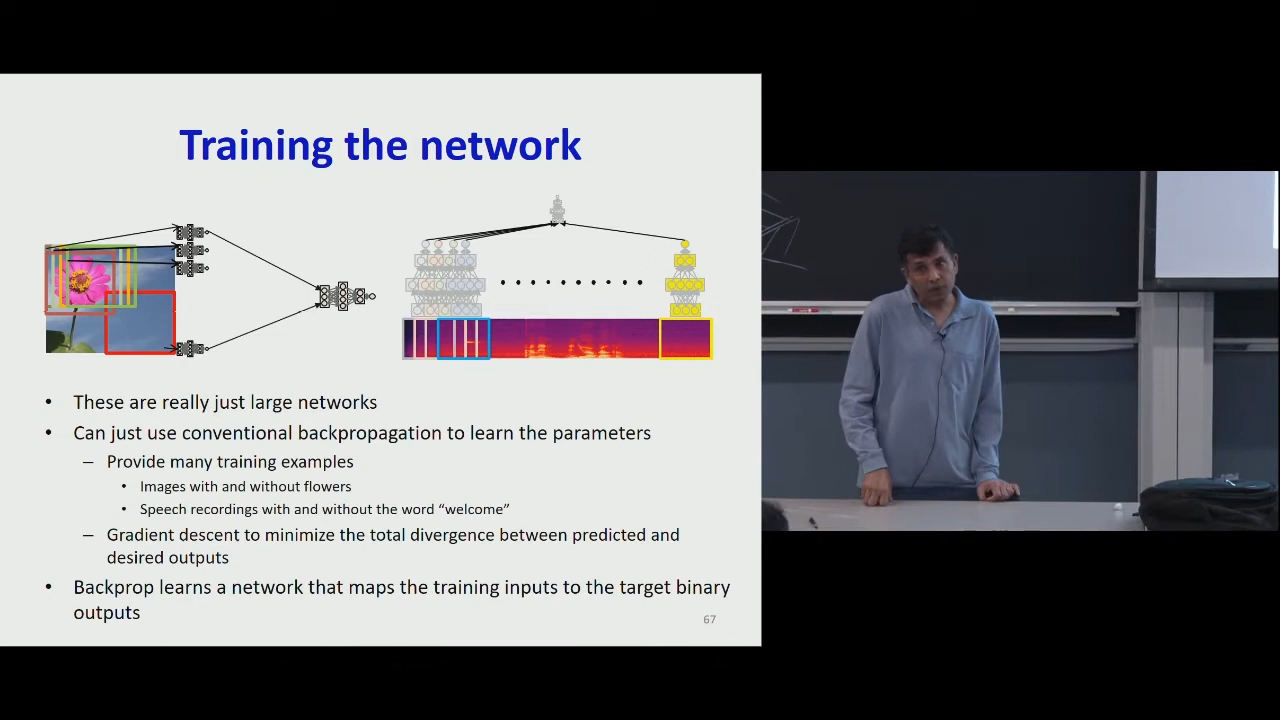 Training the network
• These are really just large networks
• Can just use conventional backpropagation to learn the parameters
– Provide many training examples
• Images with and without flowers
• Speech recordings with and without the word “welcome”
– Gradient descent to minimize the total divergence between predicted and
desired outputs
• Backprop learns a network that maps the training inputs to the target binary
outputs
67